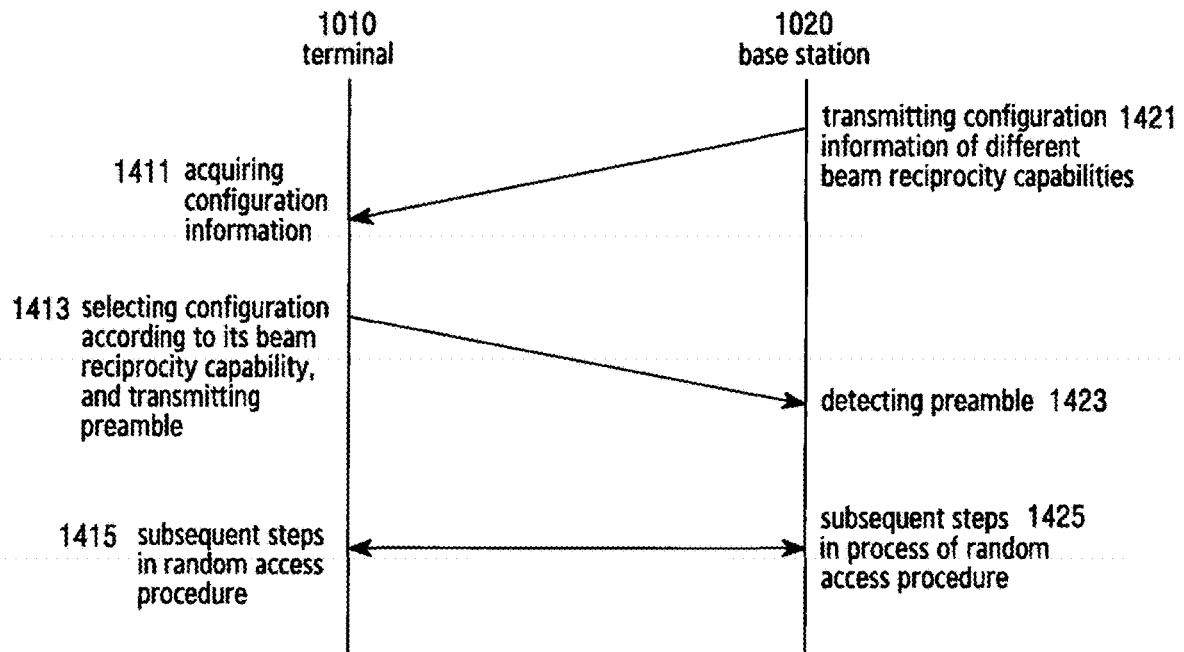 1010
terminal
1020
base station
transmitting configuration 1421
information of different
beam reciprocity capabilities
1411 acquiring
configuration
information
1413 selecting configuration
according to its beam
reciprocity capability,
and transmitting
preamble
detecting preamble 1423
1415 subsequent steps
in random access
procedure
subsequent steps 1425
in process of random
access procedure